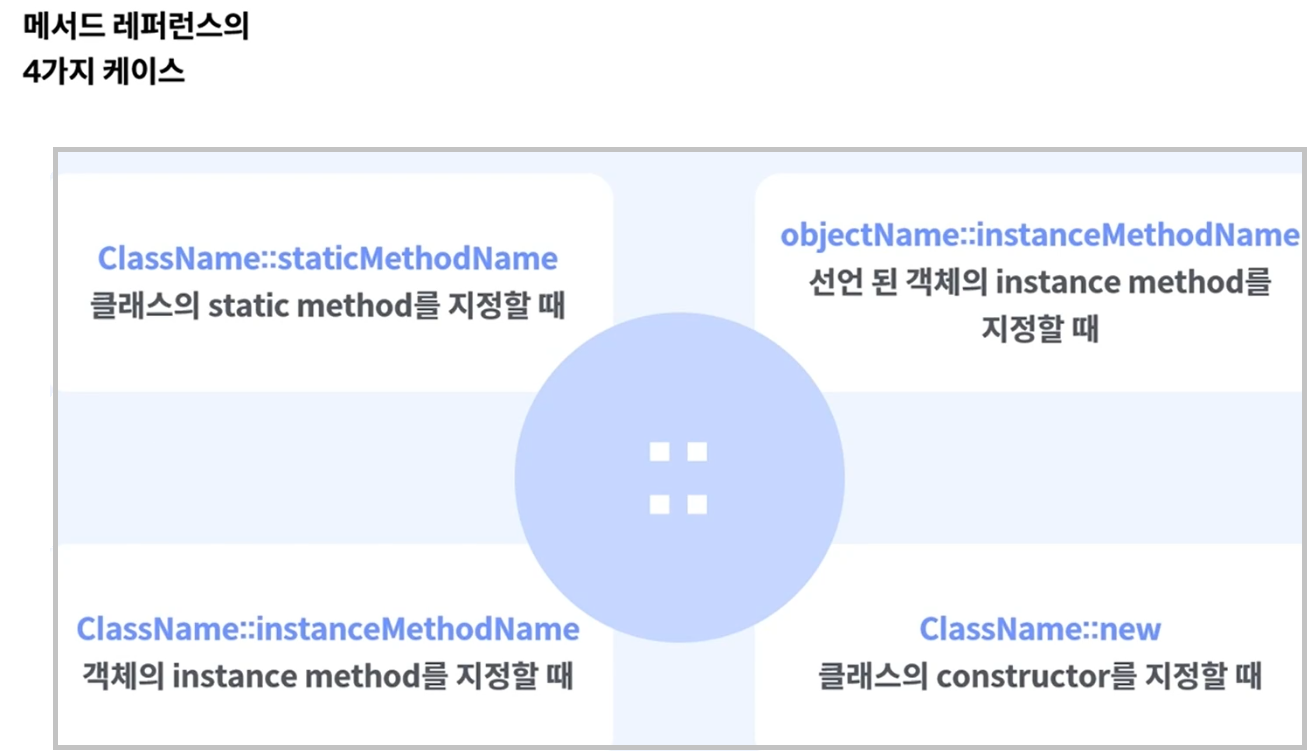 메서드 레퍼런스의
4가지 케이스
ClassName::staticMethodName
클래스의 static method를 지정할 때
objectName::instanceMethodName
선언 된 객체의 instance method를
지정할 때
::
ClassName::instanceMethodName
객체의 instance method를 지정할 때
ClassName::new
클래스의 constructor를 지정할 때